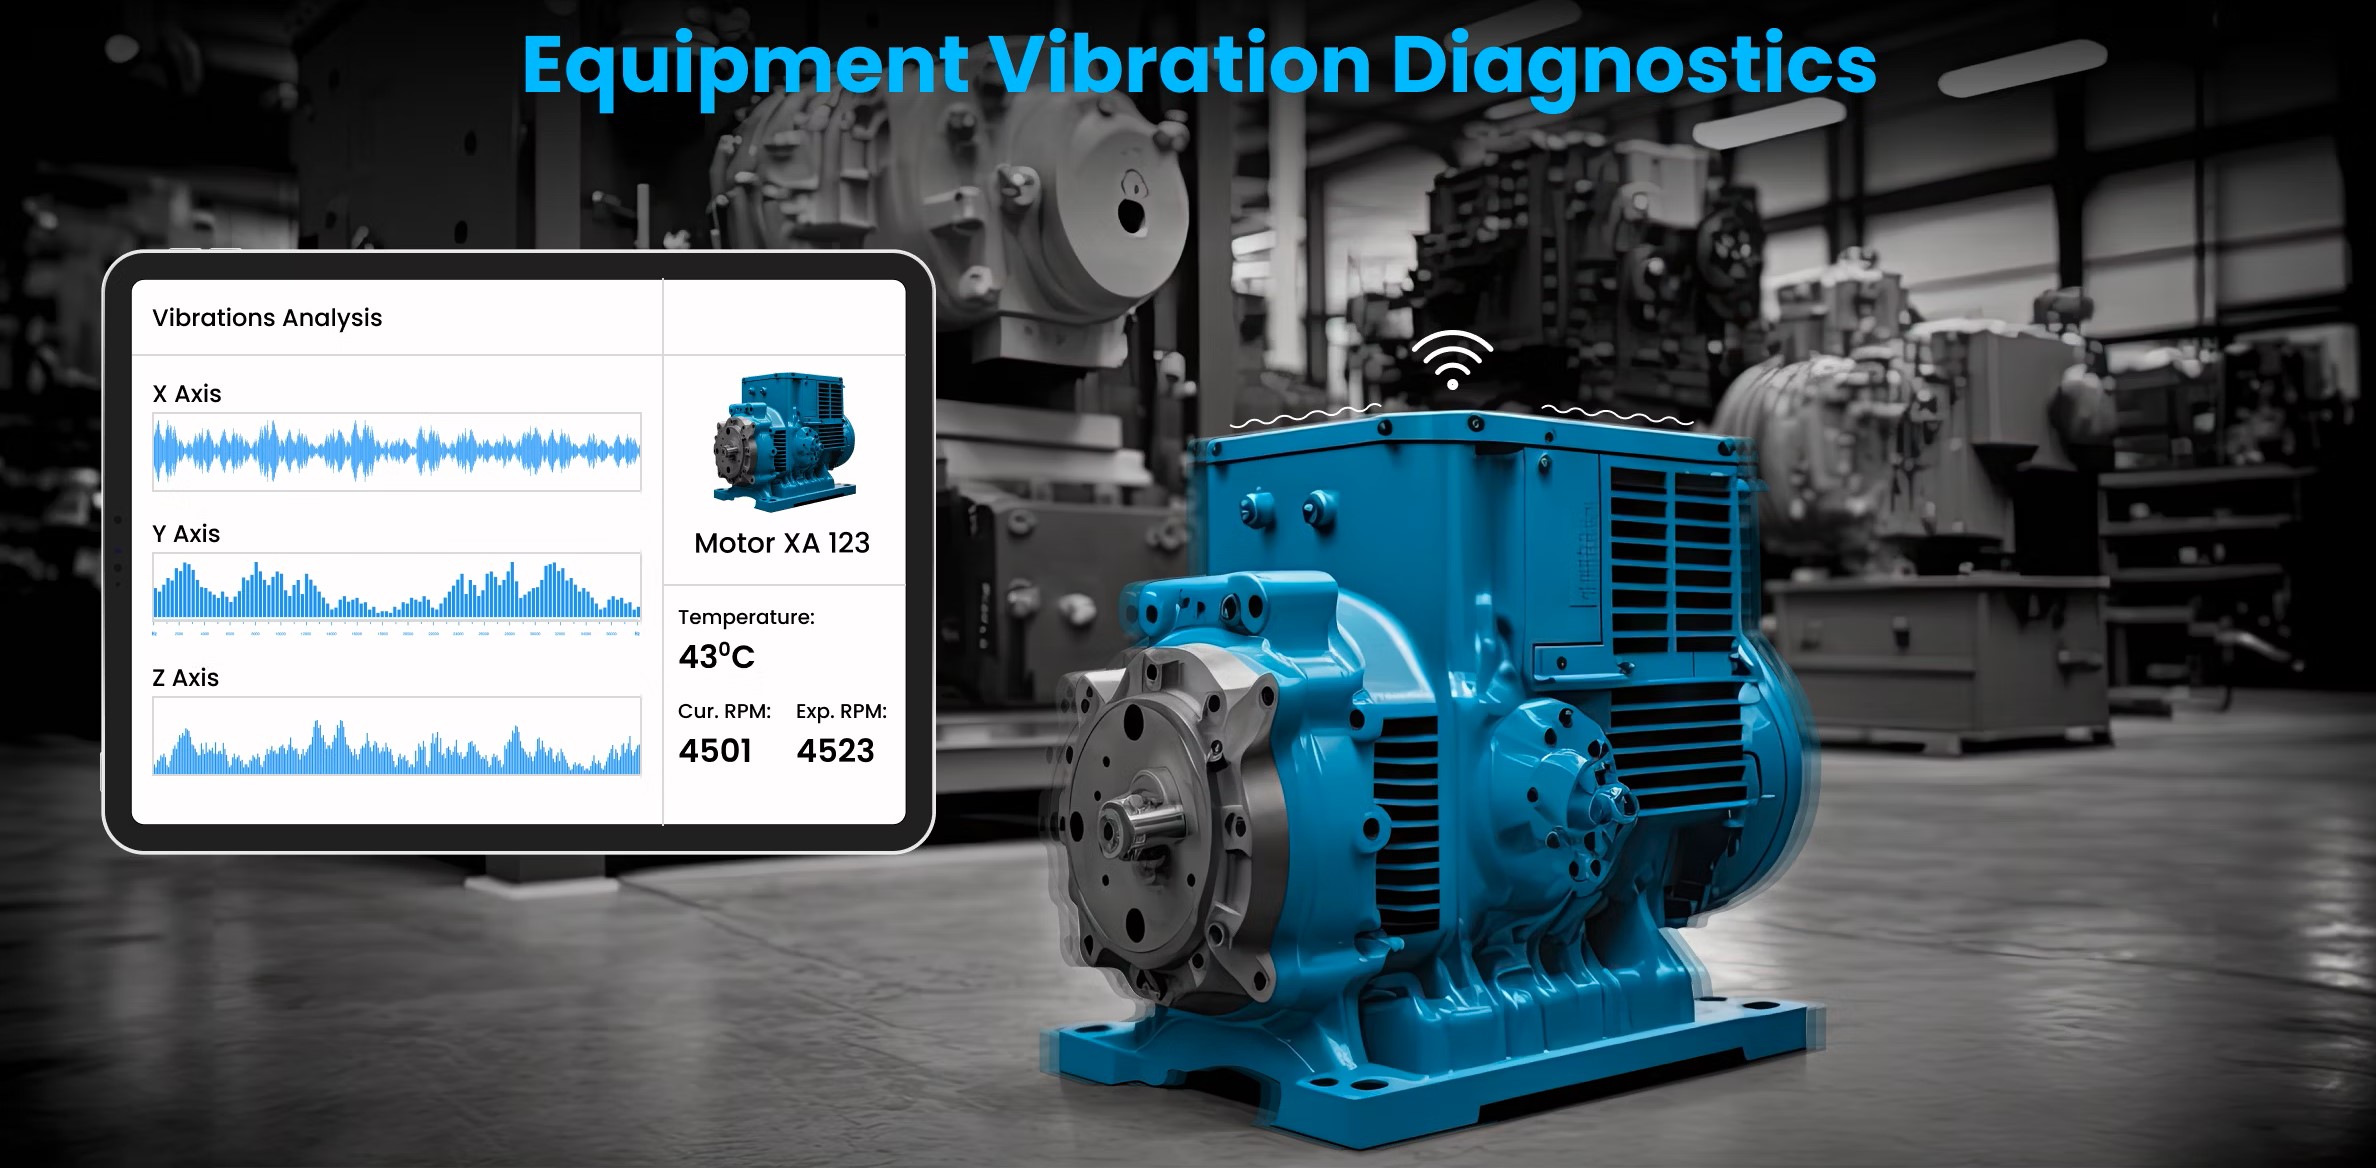 Equipment Vibration Diagnostics
Vibrations Analysis
X Axis
Y Axis
Z Axis
Motor XA 123
Temperature:
43⁰C
Cur. RPM: Exp. RPM:
4501 4523